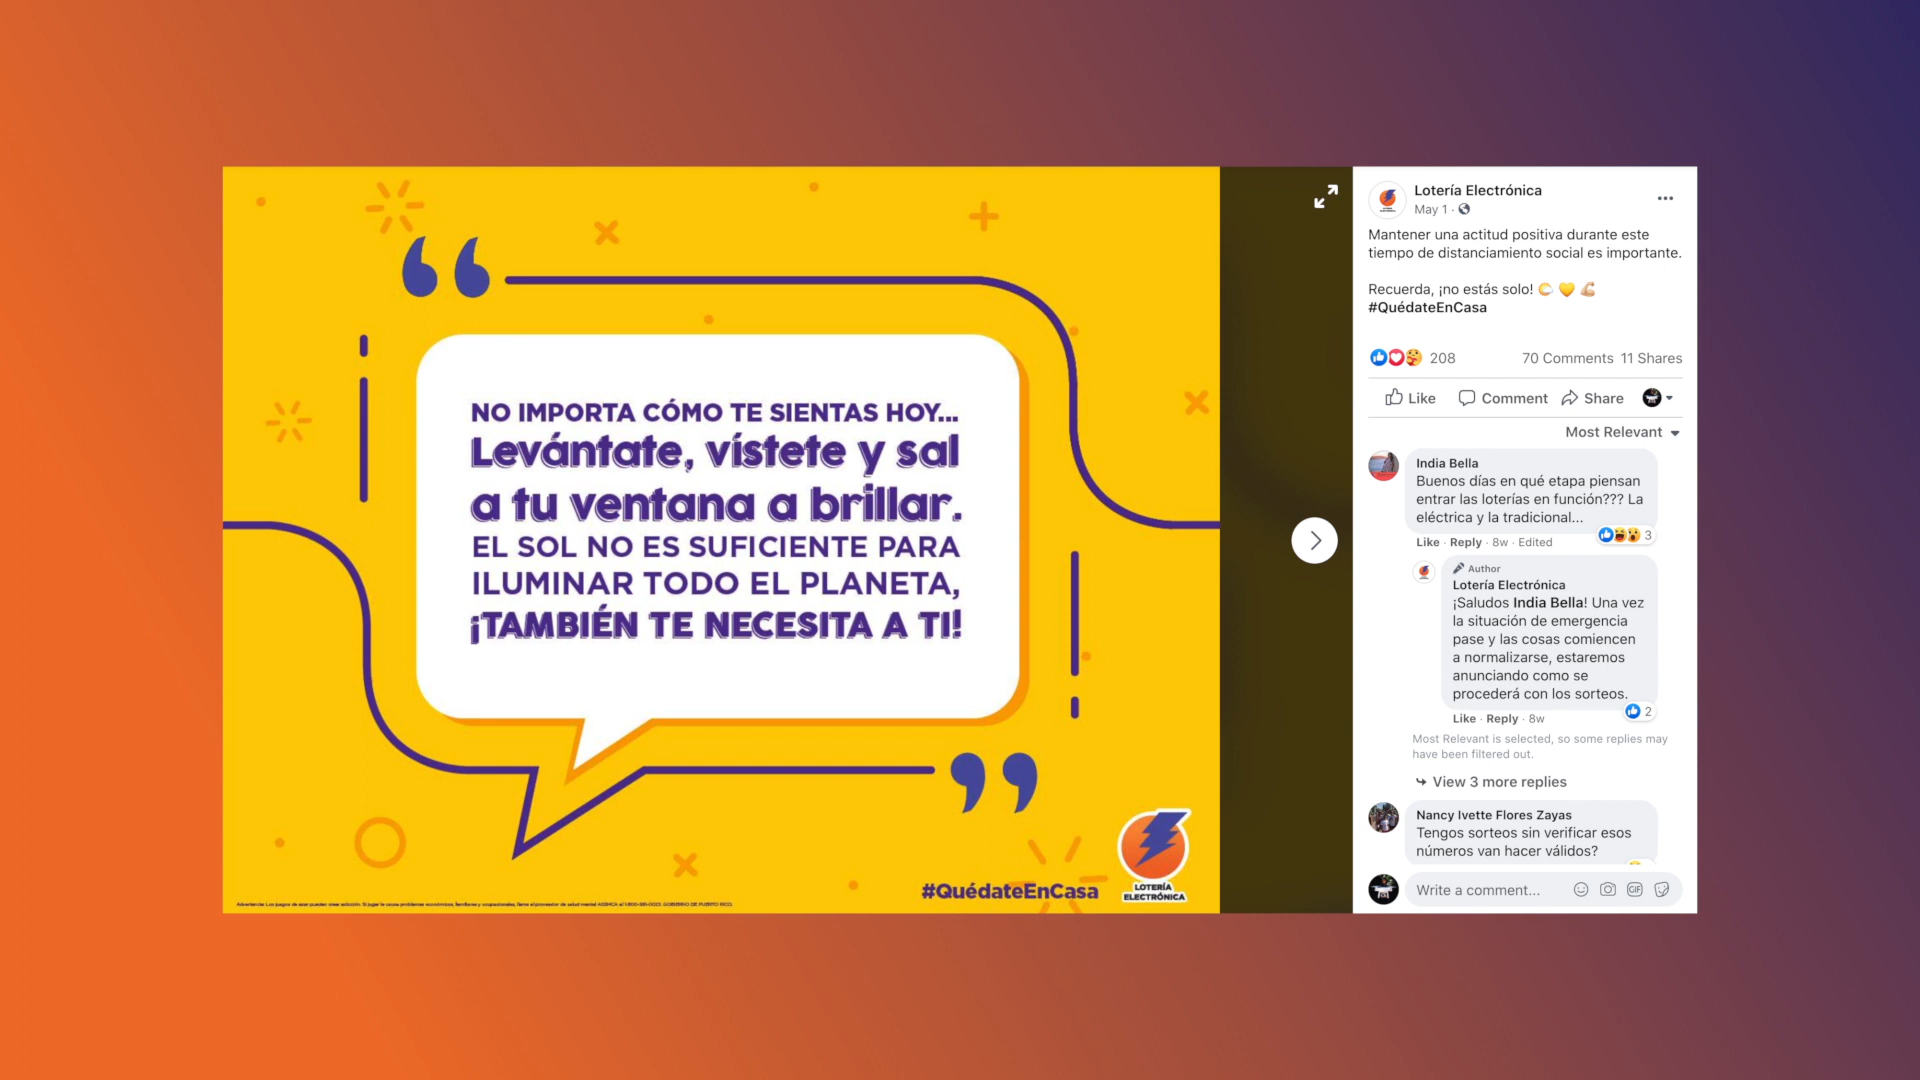 NO IMPORTA CÓMO TE SIENTAS HOY...
Levántate, vístete y sal
a tu ventana a brillar.
EL SOL NO ES SUFICIENTE PARA
ILUMINAR TODO EL PLANETA,
¡TAMBIÉN TE NECESITA A TI!
#QuédateEnCasa
LOTERÍA
ELECTRÓNICA
Lotería Electrónica
May 1 ·
Mantener una actitud positiva durante este
tiempo de distanciamiento social es importante.
Recuerda, ¡no estás solo!
#QuédateEnCasa
208 70 Comments 11 Shares
Like Comment Share
Most Relevant
India Bella
Buenos días en qué etapa piensan
entrar las loterías en función??? La
eléctrica y la tradicional...
3
Like · Reply · 8w · Edited
Author
Lotería Electrónica
¡Saludos India Bella! Una vez
la situación de emergencia
pase y las cosas comiencen
a normalizarse, estaremos
anunciando como se
procederá con los sorteos.
2
Like · Reply · 8w
Most Relevant is selected, so some replies may
have been filtered out.
View 3 more replies
Nancy Ivette Flores Zayas
Tengos sorteos sin verificar esos
números van hacer válidos?
Write a comment...
GIF